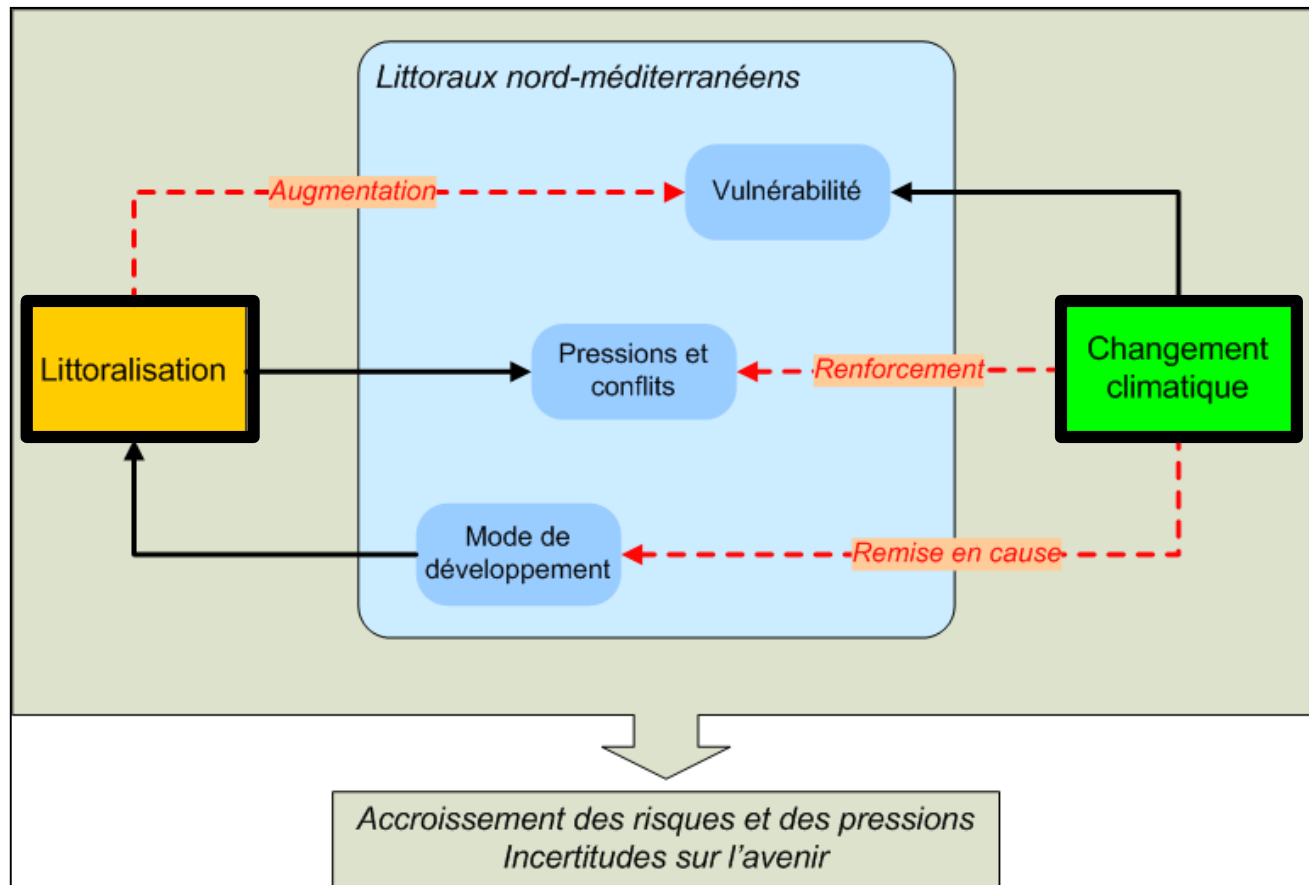 Littoraux nord-méditerranéens
Augmentation
Vulnérabilité
Littoralisation
Pressions et
conflits
Renforcement
Changement
climatique
Mode de
développement
Remise en cause
Accroissement des risques et des pressions
Incertitudes sur l'avenir